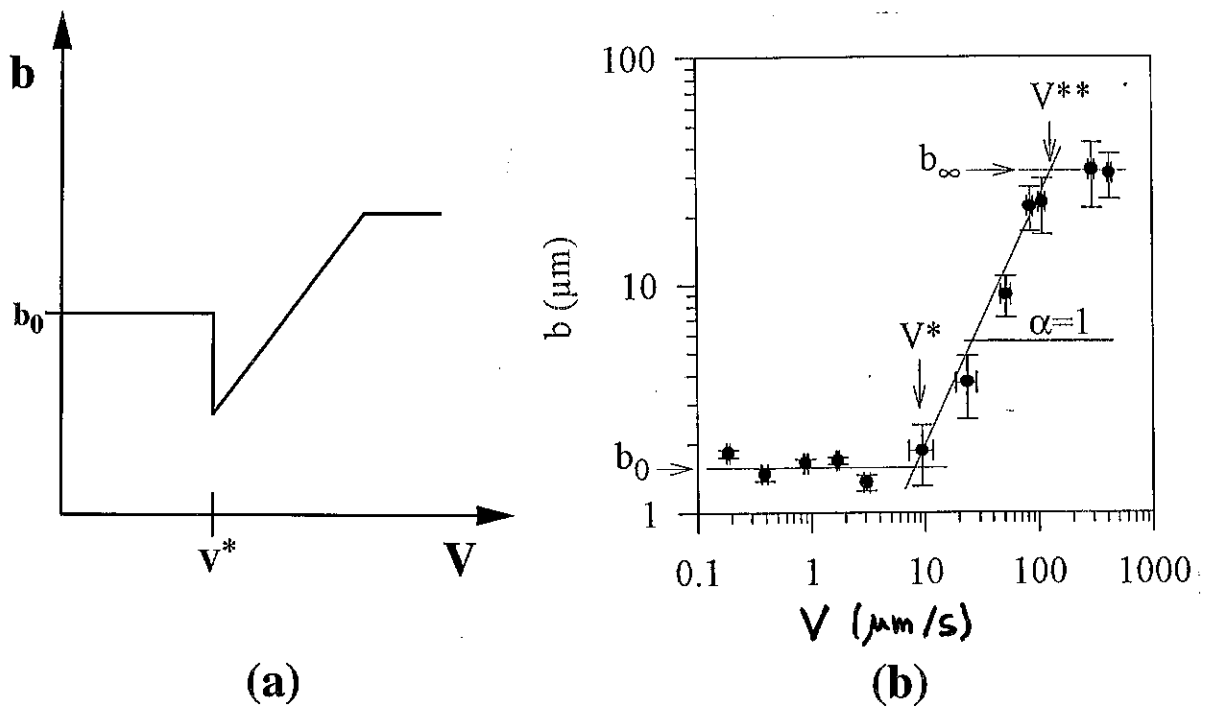 b
b₀
v*
V
(a)
100
10
1
b (μm)
V**
b∞
V*
α=1
b₀
0.1 1 10 100 1000
V (μm/s)
(b)